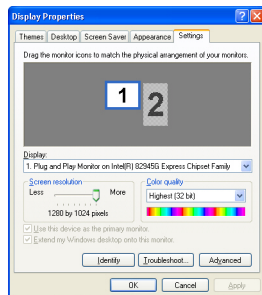 Display Properties
Themes Desktop Screen Saver Appearance Settings
Drag the monitor icons to match the physical arrangement of your monitors.
1 2
Display:
1. Plug and Play Monitor on Intel(R) 82945G Express Chipset Family
Screen resolution Color quality
Less More Highest (32 bit)
1280 by 1024 pixels
Use this device as the primary monitor.
Extend my Windows desktop onto this monitor.
Identify Troubleshoot... Advanced
OK Cancel Apply